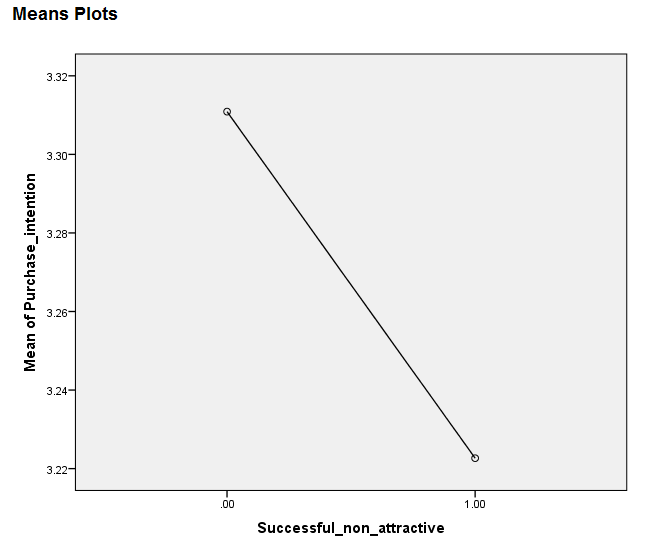 Means Plots
Mean of Purchase_intention
3.32
3.30
3.28
3.26
3.24
3.22
.00
1.00
Successful_non_attractive